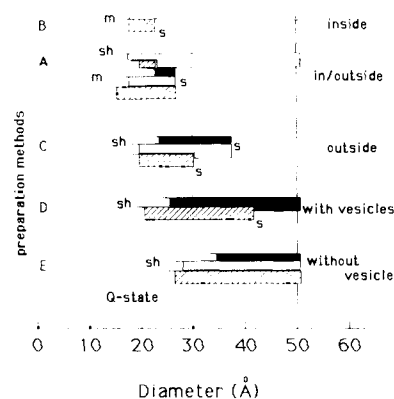 B m s inside
A sh m s in/outside
C sh s outside
D sh s with vesicles
E sh without vesicle
Q-state
preparation methods
0 10 20 30 40 50 60
Diameter (Å)